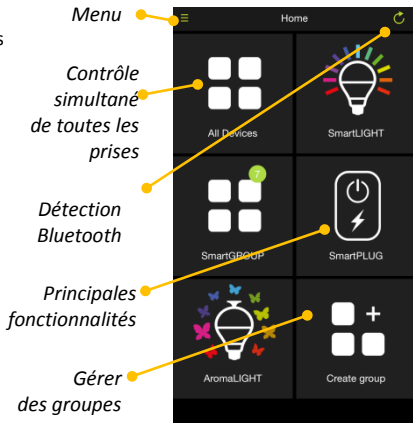 Menu
s
Contrôle
simultané
de toutes les
prises
Détection
Bluetooth
Principales
fonctionnalités
Gérer
des groupes
Home
All Devices
SmartLIGHT
7
SmartGROUP
SmartPLUG
AromaLIGHT
Create group